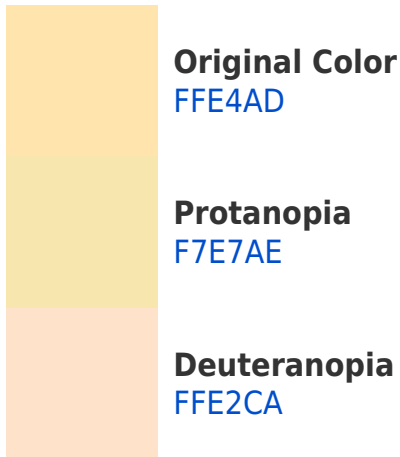 Original Color
FFE4AD
Protanopia
F7E7AE
Deuteranopia
FFE2CA